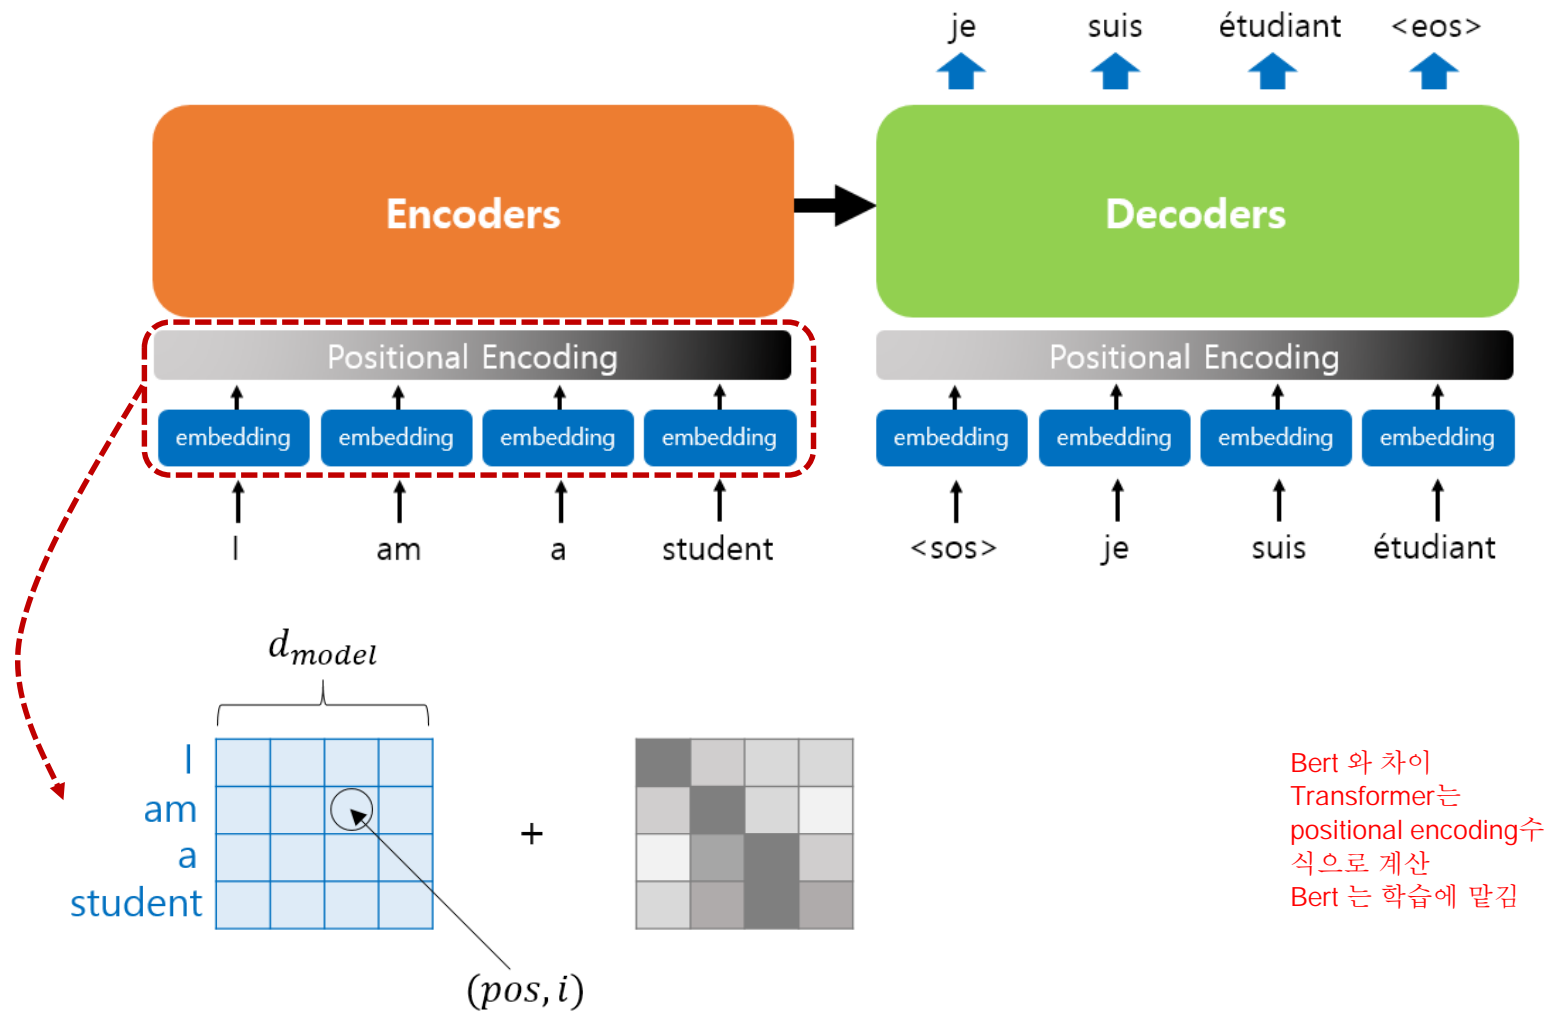 je suis étudiant <eos>
Encoders
Decoders
Positional Encoding
Positional Encoding
embedding embedding embedding embedding
embedding embedding embedding embedding
I am a student
<sos> je suis étudiant
d_model
I
am
a
student
+
(pos, i)
Bert 와 차이
Transformer는
positional encoding수
식으로 계산
Bert 는 학습에 맡김